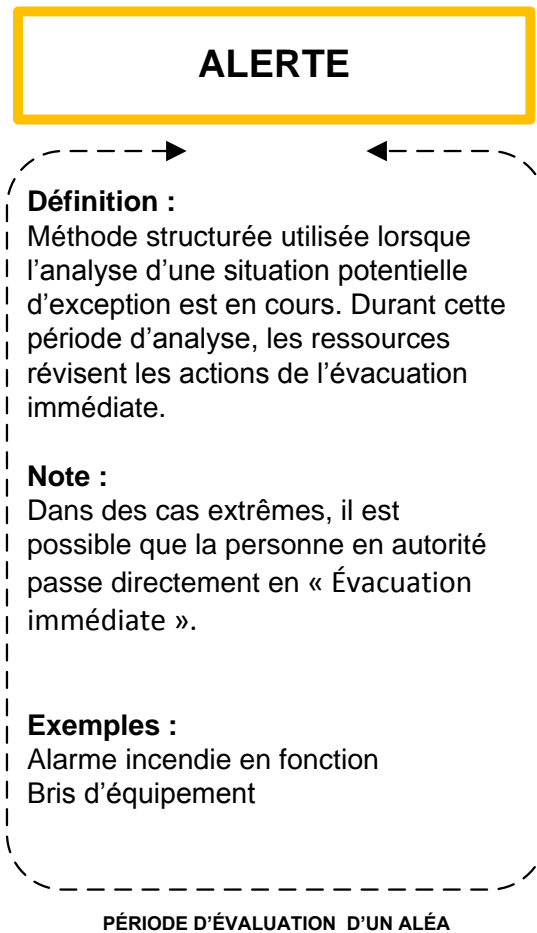 ALERTE
Définition :
Méthode structurée utilisée lorsque
l’analyse d’une situation potentielle
d’exception est en cours. Durant cette
période d’analyse, les ressources
révisent les actions de l’évacuation
immédiate.
Note :
Dans des cas extrêmes, il est
possible que la personne en autorité
passe directement en « Évacuation
immédiate ».
Exemples :
Alarme incendie en fonction
Bris d’équipement
PÉRIODE D’ÉVALUATION D’UN ALÉA